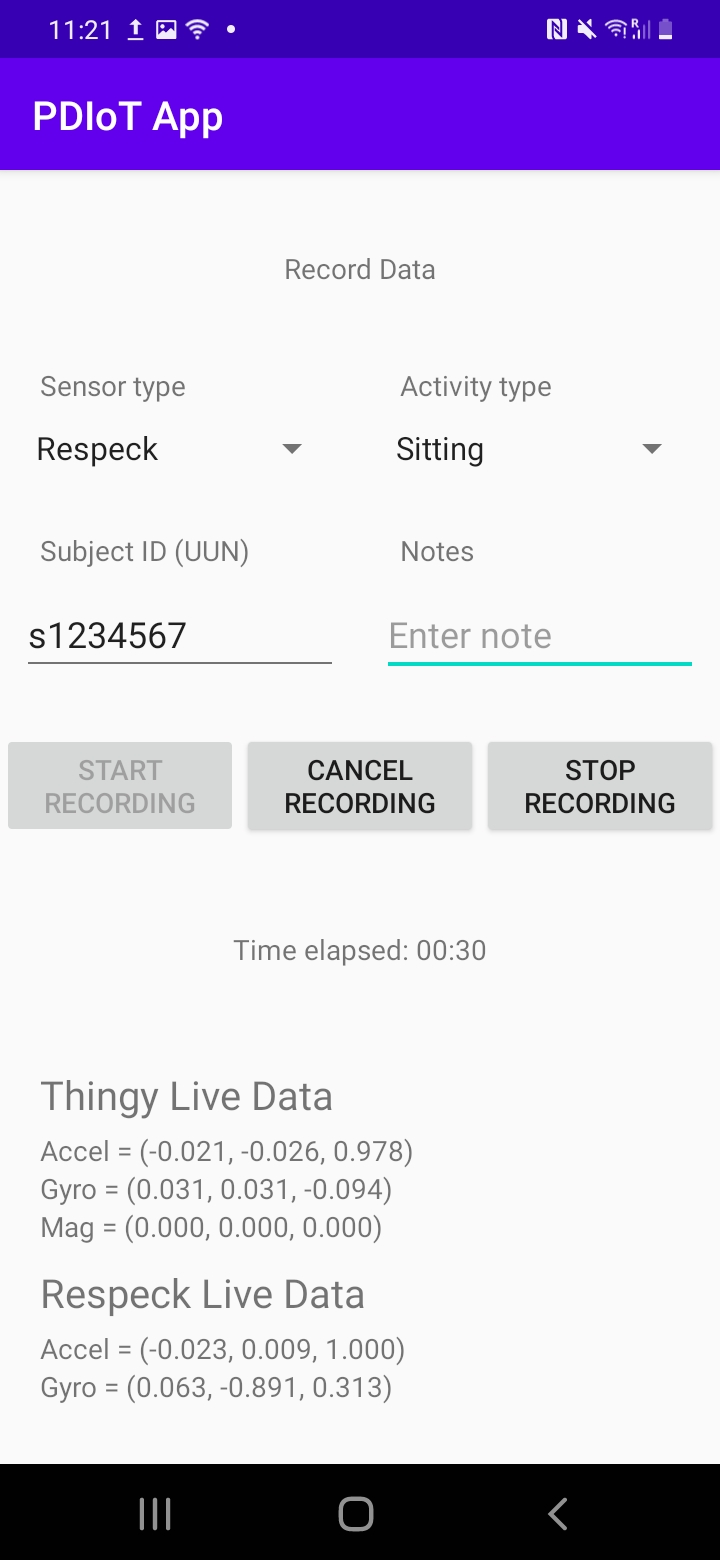 11:21
PDIoT App
Record Data
Sensor type
Activity type
Respeck
Sitting
Subject ID (UUN)
Notes
s1234567
Enter note
START
RECORDING
CANCEL
RECORDING
STOP
RECORDING
Time elapsed: 00:30
Thingy Live Data
Accel = (-0.021, -0.026, 0.978)
Gyro = (0.031, 0.031, -0.094)
Mag = (0.000, 0.000, 0.000)
Respeck Live Data
Accel = (-0.023, 0.009, 1.000)
Gyro = (0.063, -0.891, 0.313)